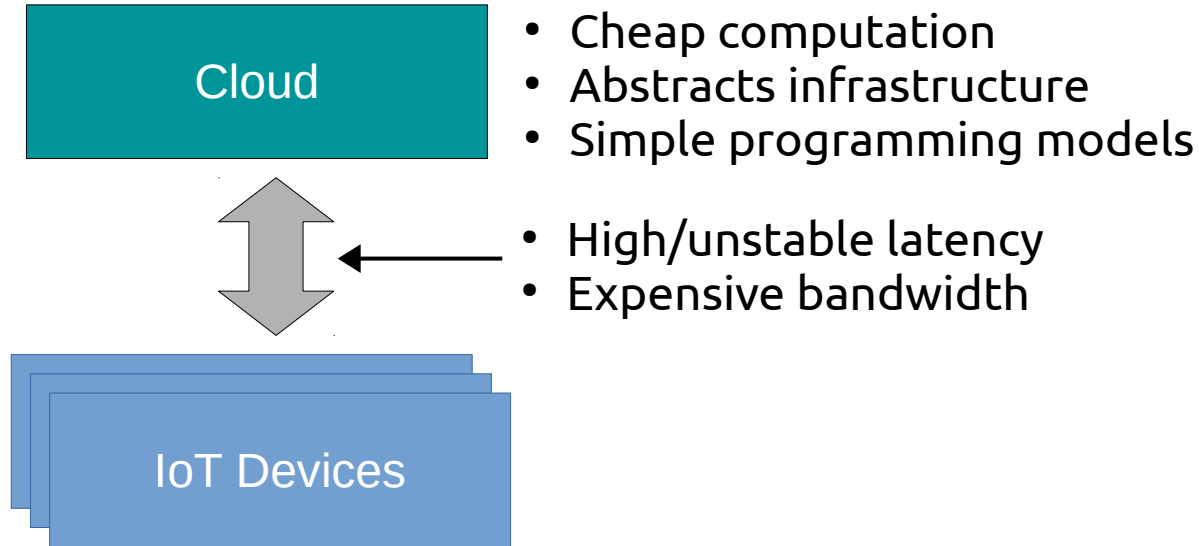 Cloud
• Cheap computation
• Abstracts infrastructure
• Simple programming models
• High/unstable latency
• Expensive bandwidth
IoT Devices